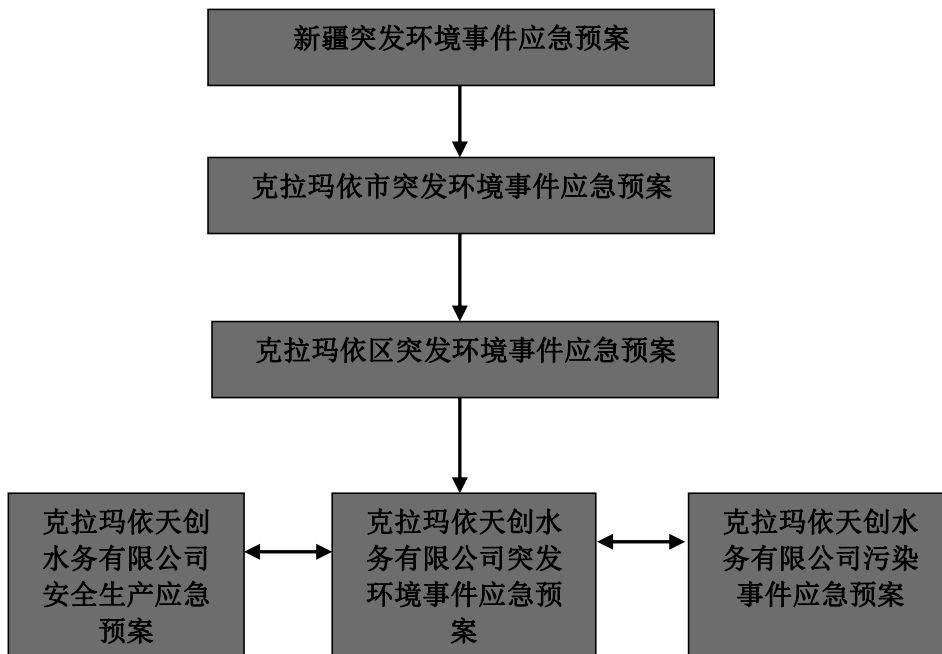 新疆突发环境事件应急预案
克拉玛依市突发环境事件应急预案
克拉玛依区突发环境事件应急预案
克拉玛依天创
水务有限公司
安全生产应急
预案
克拉玛依天创水
务有限公司突发
环境事件应急预
案
克拉玛依天创水
务有限公司污染
事件应急预案